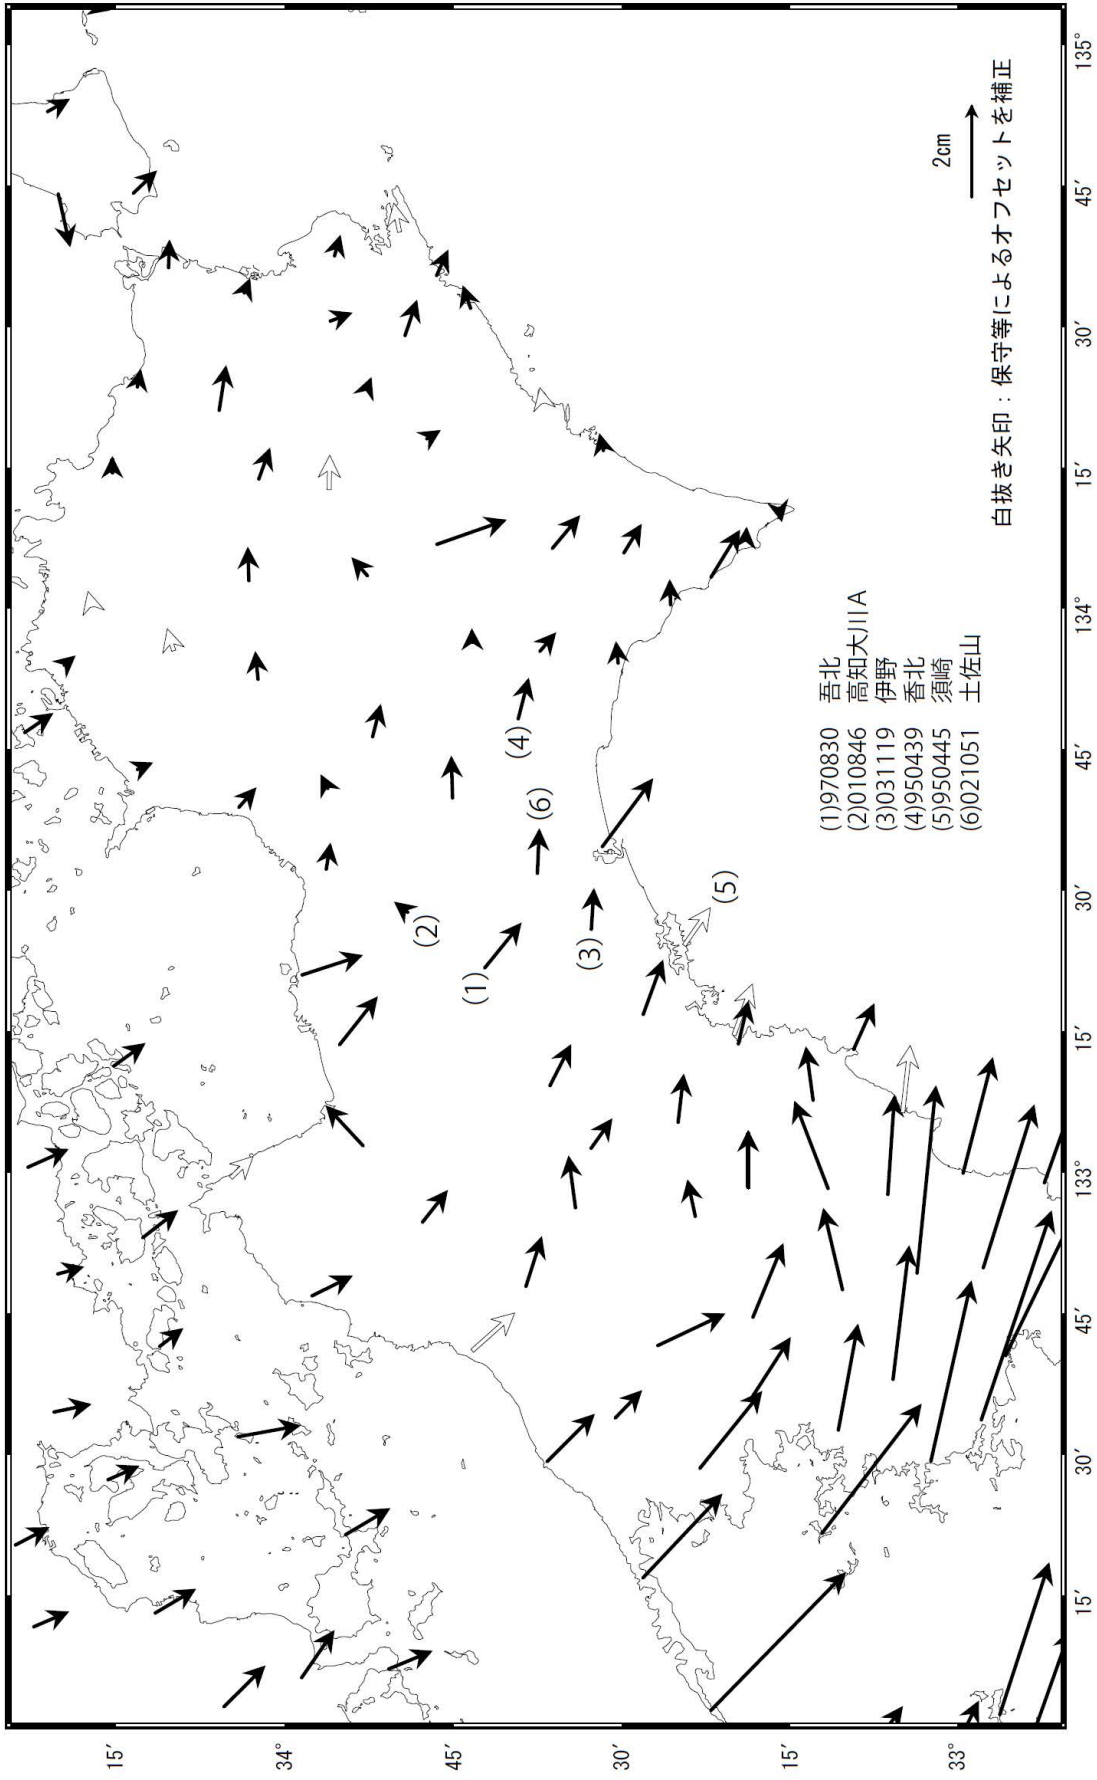 15′
34°
45′
30′
15′
33°
(2)
(1)
(4)
(6)
(3)
(5)
(1)970830 吾北
(2)010846 高知大川A
(3)031119 伊野
(4)950439 香北
(5)950445 須崎
(6)021051 土佐山
2cm
白抜き矢印：保守等によるオフセットを補正
15′ 30′ 45′ 133° 15′ 30′ 45′ 134° 15′ 30′ 45′ 135°